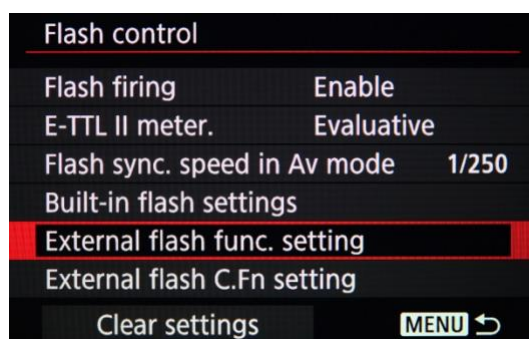 Flash control
Flash firing Enable
E-TTL II meter. Evaluative
Flash sync. speed in Av mode 1/250
Built-in flash settings
External flash func. setting
External flash C.Fn setting
Clear settings MENU